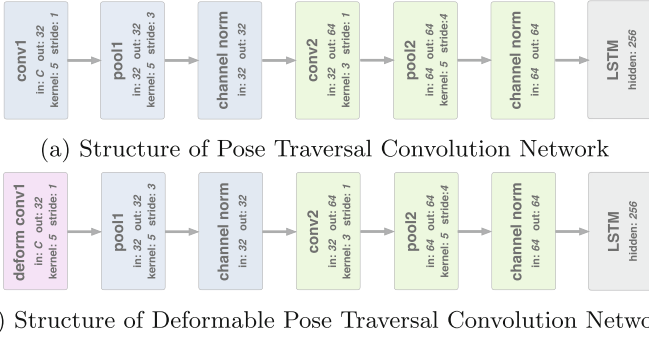 conv1
in: C out: 32
kernel: 5 stride: 1
pool1
in: 32 out: 32
kernel: 5 stride: 3
channel norm
in: 32 out: 32
conv2
in: 32 out: 64
kernel: 3 stride: 1
pool2
in: 64 out: 64
kernel: 5 stride:4
channel norm
in: 64 out: 64
LSTM
hidden: 256
(a) Structure of Pose Traversal Convolution Network
deform conv1
in: C out: 32
kernel: 5 stride: 1
pool1
in: 32 out: 32
kernel: 5 stride: 3
channel norm
in: 32 out: 32
conv2
in: 32 out: 64
kernel: 3 stride: 1
pool2
in: 64 out: 64
kernel: 5 stride:4
channel norm
in: 64 out: 64
LSTM
hidden: 256
) Structure of Deformable Pose Traversal Convolution Netwo